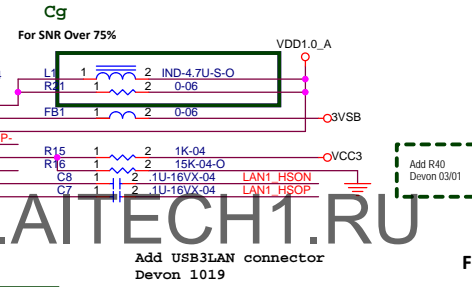 Cg
For SNR Over 75%
VDD1.0_A
L1 1 2 IND-4.7U-S-O
R21 1 2 0-06
FB1 1 2 0-06
3VSB
P-
R15 1 2 1K-04
VCC3
R16 1 2 15K-04-O
C8 1 2 .1U-16VX-04 LAN1_HSON
C7 1 2 .1U-16VX-04 LAN1_HSOP
Add R40
Devon 03/01
.AITECH1.RU
Add USB3LAN connector
Devon 1019
F